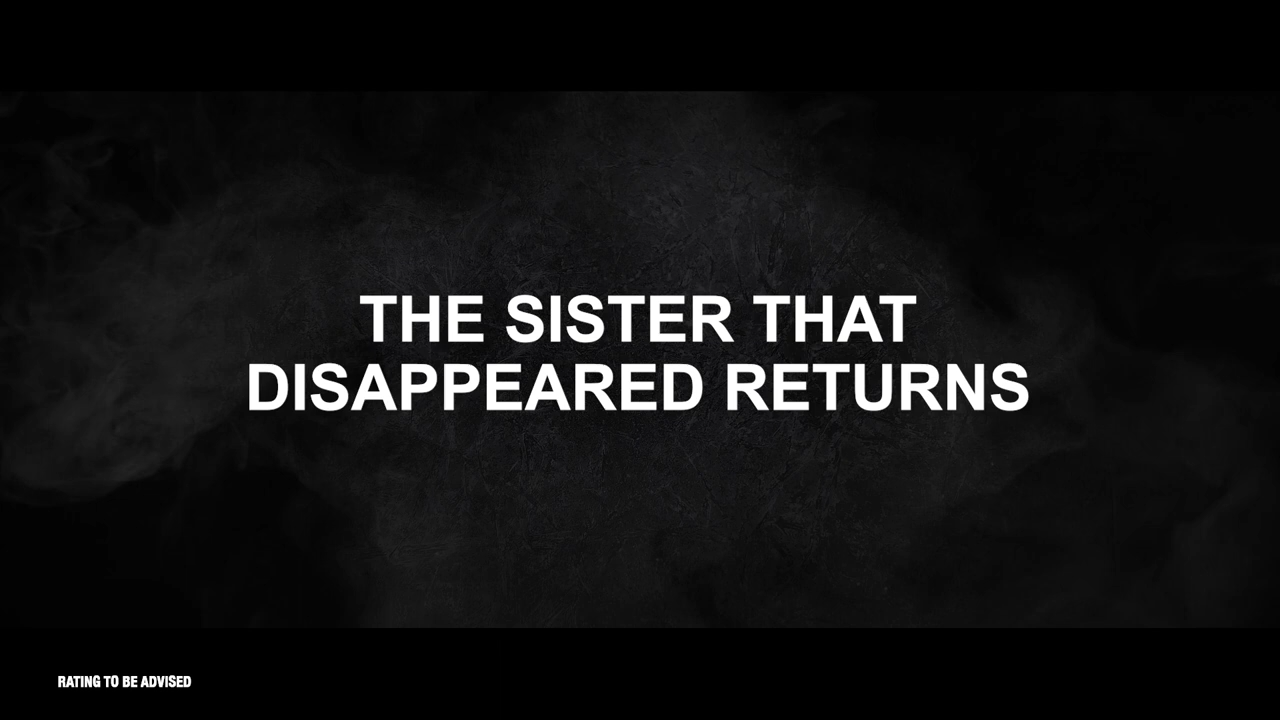 THE SISTER THAT
DISAPPEARED RETURNS
RATING TO BE ADVISED